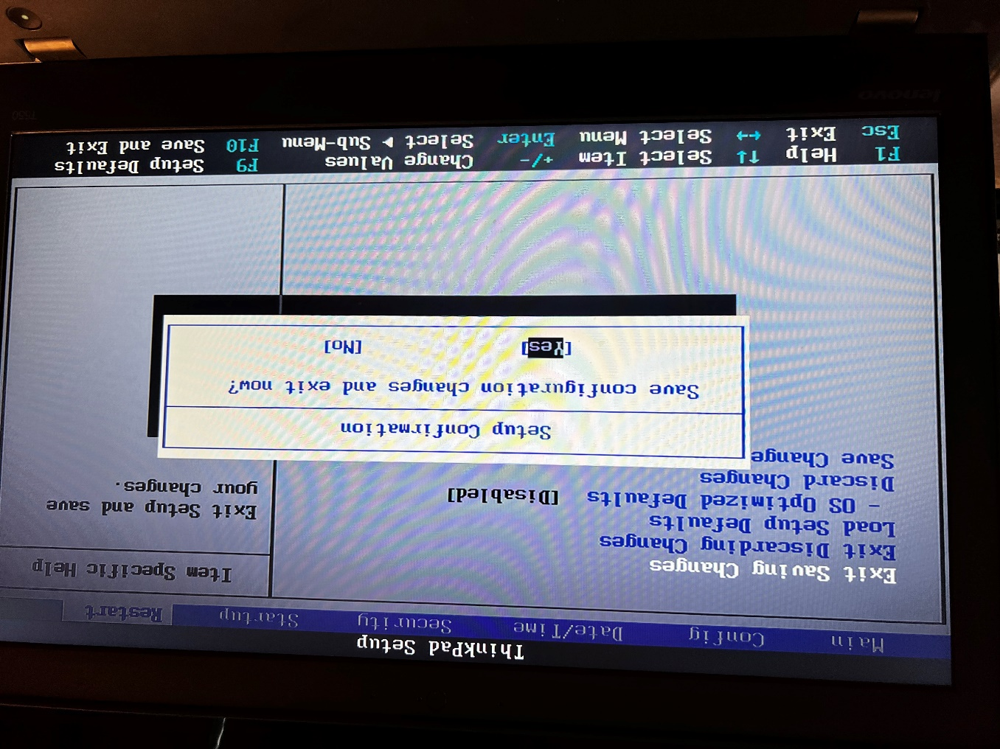 ThinkPad Setup
Main Config Date/Time Security Startup Restart
Exit Saving Changes
Exit Discarding Changes
Load Setup Defaults
- OS Optimized Defaults [Disabled]
Discard Changes
Save Change
Item Specific Help
Exit Setup and save
your changes.
Setup Confirmation
Save configuration changes and exit now?
[Yes] [No]
F1 Help ↑↓ Select Item +/- Change Values F9 Setup Defaults
Esc Exit ←→ Select Menu Enter Select ▶ Sub-Menu F10 Save and Exit
lenovo